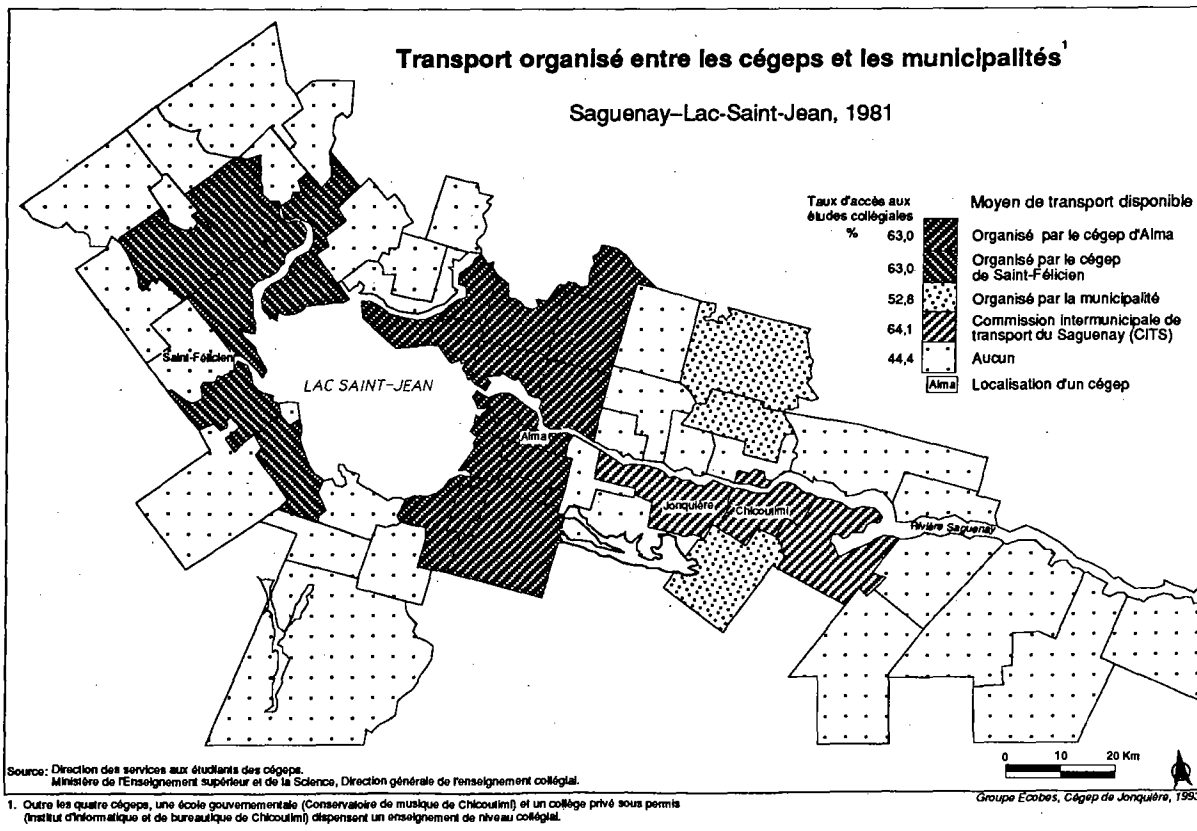 Transport organisé entre les cégeps et les municipalités¹
Saguenay–Lac-Saint-Jean, 1981
Taux d'accès aux
études collégiales
%
Moyen de transport disponible
63,0 Organisé par le cégep d'Alma
63,0 Organisé par le cégep
de Saint-Félicien
52,8 Organisé par la municipalité
64,1 Commission intermunicipale de
transport du Saguenay (CITS)
44,4 Aucun
Alma Localisation d'un cégep
Saint-Félicien
LAC SAINT-JEAN
Alma
Jonquière
Chicoutimi
Rivière Saguenay
0 10 20 Km
Source: Direction des services aux étudiants des cégeps.
Ministère de l'Enseignement supérieur et de la Science, Direction générale de l'enseignement collégial.
Groupe Écobes, Cégep de Jonquière, 1993
1. Outre les quatre cégeps, une école gouvernementale (Conservatoire de musique de Chicoutimi) et un collège privé sous permis
(Institut d'informatique et de bureautique de Chicoutimi) dispensent un enseignement de niveau collégial.